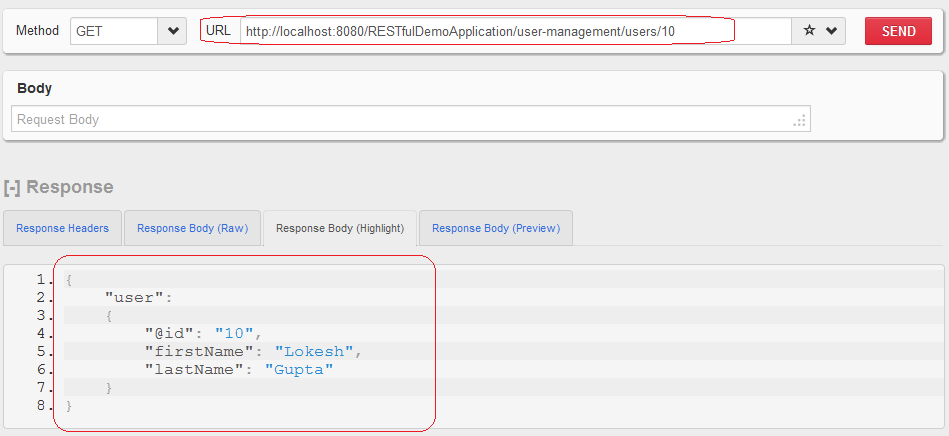 Method GET URL http://localhost:8080/RESTfulDemoApplication/user-management/users/10 SEND
Body
Request Body
[-] Response
Response Headers Response Body (Raw) Response Body (Highlight) Response Body (Preview)
1. {
2. "user":
3. {
4. "@id": "10",
5. "firstName": "Lokesh",
6. "lastName": "Gupta"
7. }
8. }